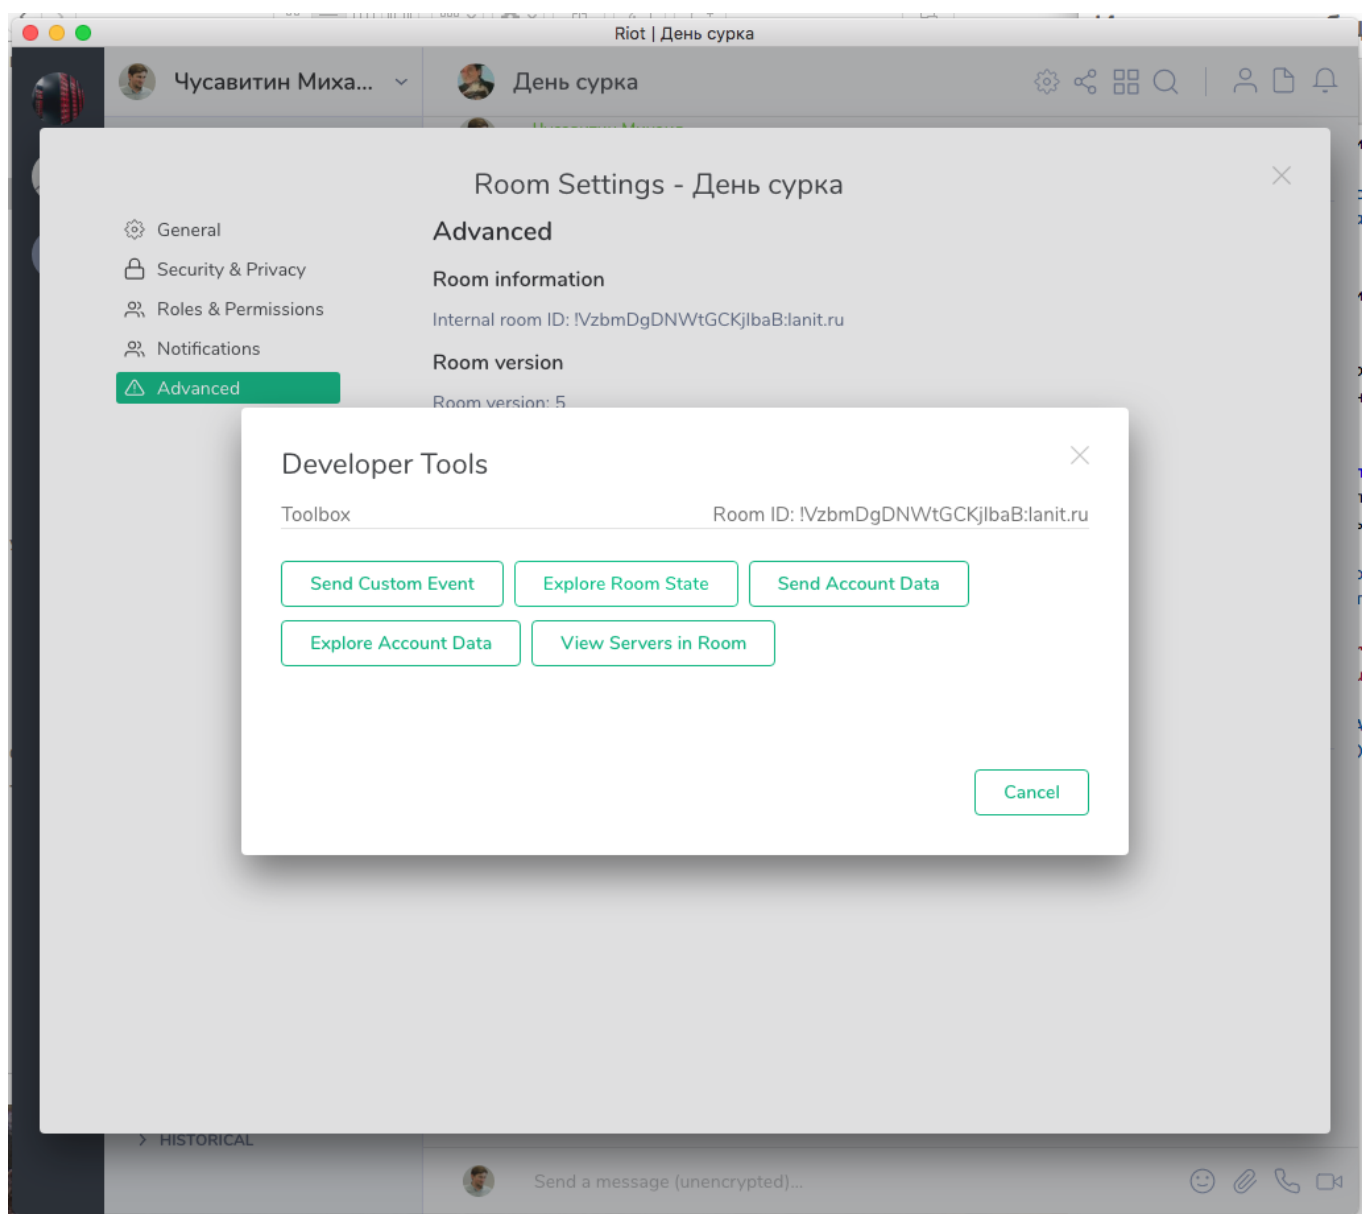 Riot | День сурка
Чусавитин Миха...
День сурка
Чусавитин Михаил
Room Settings - День сурка
General
Security & Privacy
Roles & Permissions
Notifications
Advanced
Advanced
Room information
Internal room ID: !VzbmDgDNWtGCKjlbaB:lanit.ru
Room version
Room version: 5
Developer Tools
Toolbox
Room ID: !VzbmDgDNWtGCKjlbaB:lanit.ru
Send Custom Event
Explore Room State
Send Account Data
Explore Account Data
View Servers in Room
Cancel
HISTORICAL
Send a message (unencrypted)...